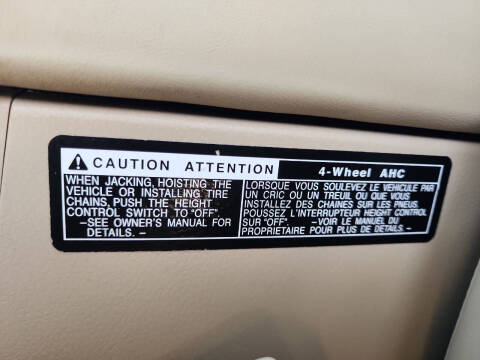 CAUTION ATTENTION 4-Wheel AHC
WHEN JACKING, HOISTING THE
VEHICLE OR INSTALLING TIRE
CHAINS, PUSH THE HEIGHT
CONTROL SWITCH TO "OFF".
—SEE OWNER'S MANUAL FOR
DETAILS. —
LORSQUE VOUS SOULEVEZ LE VEHICULE PAR
UN CRIC OU UN TREUIL OU QUE VOUS
INSTALLEZ DES CHAINES SUR LES PNEUS.
POUSSEZ L'INTERRUPTEUR HEIGHT CONTROL
SUR "OFF". —VOIR LE MANUEL DU
PROPRIETAIRE POUR PLUS DE DETAILS. —